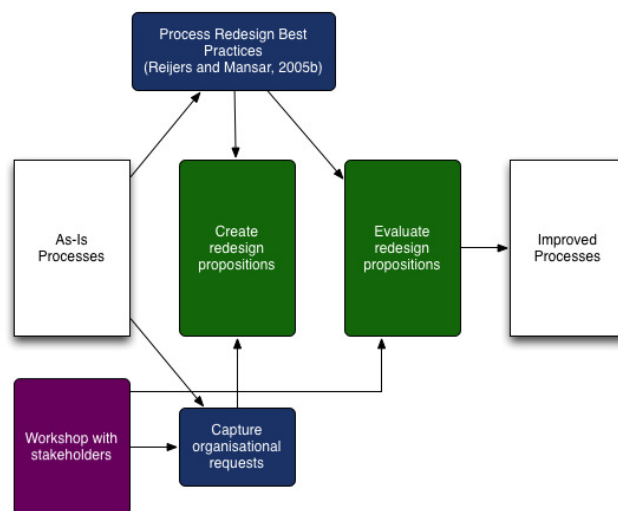 Process Redesign Best
Practices
(Reijers and Mansar, 2005b)
As-Is
Processes
Create
redesign
propositions
Evaluate
redesign
propositions
Improved
Processes
Workshop with
stakeholders
Capture
organisational
requests